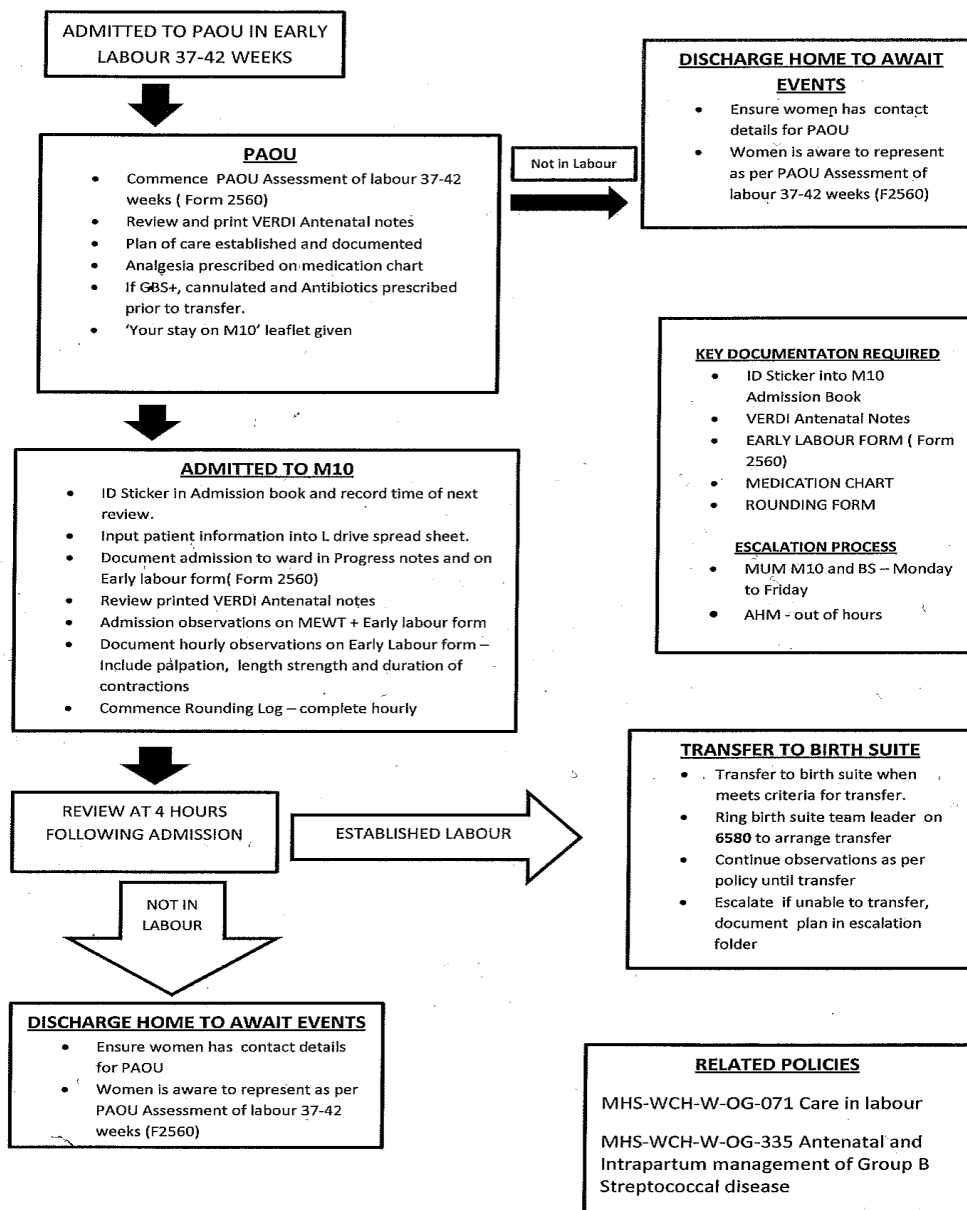 ADMITTED TO PAOU IN EARLY
LABOUR 37-42 WEEKS
PAOU
• Commence PAOU Assessment of labour 37-42
weeks ( Form 2560)
• Review and print VERDI Antenatal notes
• Plan of care established and documented
• Analgesia prescribed on medication chart
• If GBS+, cannulated and Antibiotics prescribed
prior to transfer.
• ‘Your stay on M10’ leaflet given
Not in Labour
DISCHARGE HOME TO AWAIT
EVENTS
• Ensure women has contact
details for PAOU
• Women is aware to represent
as per PAOU Assessment of
labour 37-42 weeks (F2560)
KEY DOCUMENTATON REQUIRED
• ID Sticker into M10
Admission Book
• VERDI Antenatal Notes
• EARLY LABOUR FORM ( Form
2560)
• MEDICATION CHART
• ROUNDING FORM
ESCALATION PROCESS
• MUM M10 and BS – Monday
to Friday
• AHM - out of hours
ADMITTED TO M10
• ID Sticker in Admission book and record time of next
review.
• Input patient information into L drive spread sheet.
• Document admission to ward in Progress notes and on
Early labour form( Form 2560)
• Review printed VERDI Antenatal notes
• Admission observations on MEWT + Early labour form
• Document hourly observations on Early Labour form –
Include palpation, length strength and duration of
contractions
• Commence Rounding Log – complete hourly
REVIEW AT 4 HOURS
FOLLOWING ADMISSION
ESTABLISHED LABOUR
TRANSFER TO BIRTH SUITE
• Transfer to birth suite when
meets criteria for transfer.
• Ring birth suite team leader on
6580 to arrange transfer
• Continue observations as per
policy until transfer
• Escalate if unable to transfer,
document plan in escalation
folder
NOT IN
LABOUR
DISCHARGE HOME TO AWAIT EVENTS
• Ensure women has contact details
for PAOU
• Women is aware to represent as per
PAOU Assessment of labour 37-42
weeks (F2560)
RELATED POLICIES
MHS-WCH-W-OG-071 Care in labour
MHS-WCH-W-OG-335 Antenatal and
Intrapartum management of Group B
Streptococcal disease